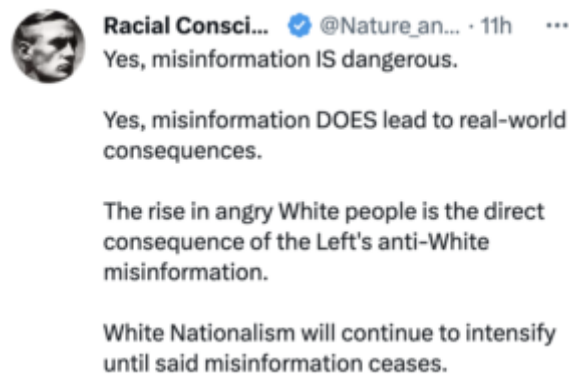 Racial Consci... @Nature_an... · 11h ...
Yes, misinformation IS dangerous.
Yes, misinformation DOES lead to real-world
consequences.
The rise in angry White people is the direct
consequence of the Left's anti-White
misinformation.
White Nationalism will continue to intensify
until said misinformation ceases.